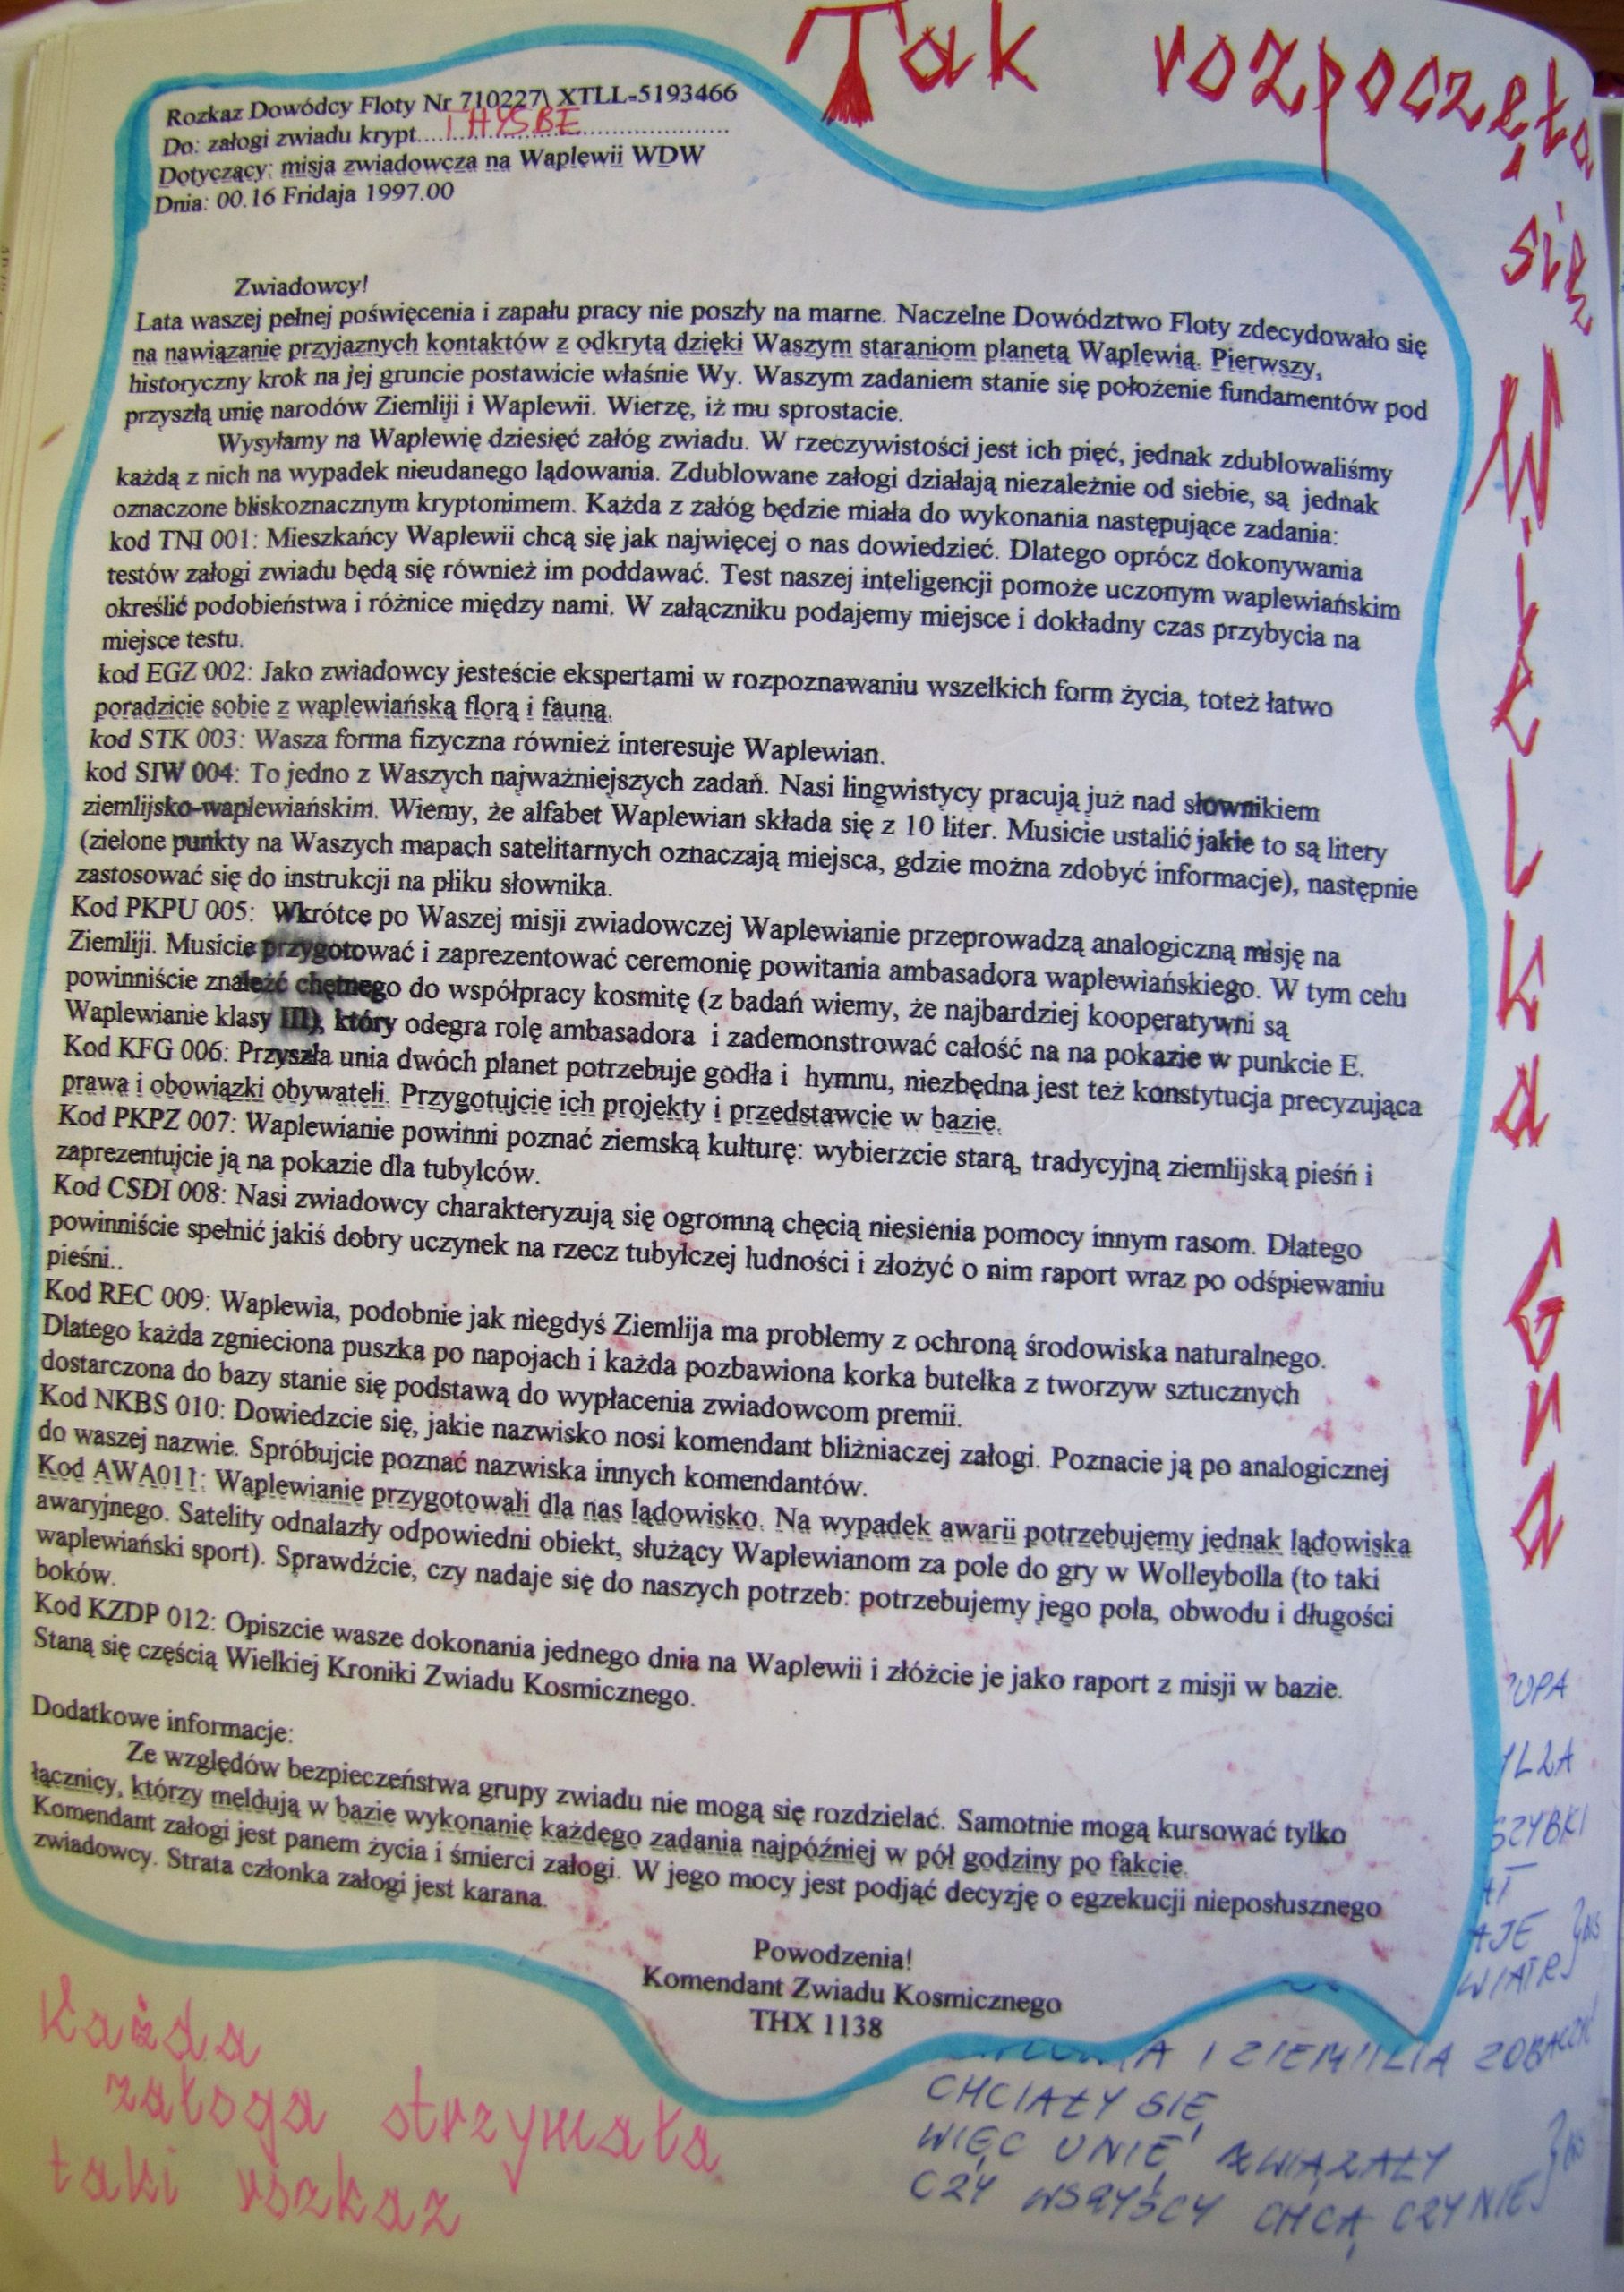 Tak rozpoczęła się Wielka Gra
Rozkaz Dowódcy Floty Nr 710227\ XTLL-5193466
Do: załogi zwiadu krypt....THYSBE....................
Dotyczący: misja zwiadowcza na Waplewii WDW
Dnia: 00.16 Fridaja 1997.00
Zwiadowcy!
Lata waszej pełnej poświęcenia i zapału pracy nie poszły na marne. Naczelne Dowództwo Floty zdecydowało się
na nawiązanie przyjaznych kontaktów z odkrytą dzięki Waszym staraniom planetą Waplewią. Pierwszy,
historyczny krok na jej gruncie postawicie właśnie Wy. Waszym zadaniem stanie się położenie fundamentów pod
przyszłą unię narodów Ziemliji i Waplewii. Wierzę, iż mu sprostacie.
Wysyłamy na Waplewię dziesięć załóg zwiadu. W rzeczywistości jest ich pięć, jednak zdublowaliśmy
każdą z nich na wypadek nieudanego lądowania. Zdublowane załogi działają niezależnie od siebie, są jednak
oznaczone bliskoznacznym kryptonimem. Każda z załóg będzie miała do wykonania następujące zadania:
kod TNI 001: Mieszkańcy Waplewii chcą się jak najwięcej o nas dowiedzieć. Dlatego oprócz dokonywania
testów załogi zwiadu będą się również im poddawać. Test naszej inteligencji pomoże uczonym waplewiańskim
określić podobieństwa i różnice między nami. W załączniku podajemy miejsce i dokładny czas przybycia na
miejsce testu.
kod EGZ 002: Jako zwiadowcy jesteście ekspertami w rozpoznawaniu wszelkich form życia, toteż łatwo
poradzicie sobie z waplewiańską florą i fauną.
kod STK 003: Wasza forma fizyczna również interesuje Waplewian.
kod SIW 004: To jedno z Waszych najważniejszych zadań. Nasi lingwistycy pracują już nad słownikiem
ziemlijsko-waplewiańskim. Wiemy, że alfabet Waplewian składa się z 10 liter. Musicie ustalić jakie to są litery
(zielone punkty na Waszych mapach satelitarnych oznaczają miejsca, gdzie można zdobyć informacje), następnie
zastosować się do instrukcji na pliku słownika.
Kod PKPU 005: Wkrótce po Waszej misji zwiadowczej Waplewianie przeprowadzą analogiczną misję na
Ziemliji. Musicie przygotować i zaprezentować ceremonię powitania ambasadora waplewiańskiego. W tym celu
powinniście znaleźć chętnego do współpracy kosmitę (z badań wiemy, że najbardziej kooperatywni są
Waplewianie klasy III), który odegra rolę ambasadora i zademonstrować całość na na pokazie w punkcie E.
Kod KFG 006: Przyszła unia dwóch planet potrzebuje godła i hymnu, niezbędna jest też konstytucja precyzująca
prawa i obowiązki obywateli. Przygotujcie ich projekty i przedstawcie w bazie.
Kod PKPZ 007: Waplewianie powinni poznać ziemską kulturę: wybierzcie starą, tradycyjną ziemlijską pieśń i
zaprezentujcie ją na pokazie dla tubylców.
Kod CSDI 008: Nasi zwiadowcy charakteryzują się ogromną chęcią niesienia pomocy innym rasom. Dlatego
powinniście spełnić jakiś dobry uczynek na rzecz tubylczej ludności i złożyć o nim raport wraz po odśpiewaniu
pieśni..
Kod REC 009: Waplewia, podobnie jak niegdyś Ziemlija ma problemy z ochroną środowiska naturalnego.
Dlatego każda zgnieciona puszka po napojach i każda pozbawiona korka butelka z tworzyw sztucznych
dostarczona do bazy stanie się podstawą do wypłacenia zwiadowcom premii.
Kod NKBS 010: Dowiedzcie się, jakie nazwisko nosi komendant bliźniaczej załogi. Poznacie ją po analogicznej
do waszej nazwie. Spróbujcie poznać nazwiska innych komendantów.
Kod AWA011: Waplewianie przygotowali dla nas lądowisko. Na wypadek awarii potrzebujemy jednak lądowiska
awaryjnego. Satelity odnalazły odpowiedni obiekt, służący Waplewianom za pole do gry w Wolleybolla (to taki
waplewiański sport). Sprawdźcie, czy nadaje się do naszych potrzeb: potrzebujemy jego pola, obwodu i długości
boków.
Kod KZDP 012: Opiszcie wasze dokonania jednego dnia na Waplewii i złóżcie je jako raport z misji w bazie.
Staną się częścią Wielkiej Kroniki Zwiadu Kosmicznego.
Dodatkowe informacje:
Ze względów bezpieczeństwa grupy zwiadu nie mogą się rozdzielać. Samotnie mogą kursować tylko
łącznicy, którzy meldują w bazie wykonanie każdego zadania najpóźniej w pół godziny po fakcie.
Komendant załogi jest panem życia i śmierci załogi. W jego mocy jest podjąć decyzję o egzekucji nieposłusznego
zwiadowcy. Strata członka załogi jest karana.
Powodzenia!
Komendant Zwiadu Kosmicznego
THX 1138
Każda
załoga otrzymała
taki rozkaz
SZYBKI
WIATR
I ZIEMLIJA
CHCIAŁY SIĘ
WIĘC UNIĘ ZWIĄZAŁY
CZY WSZYŚCY CHCĄ CZY NIE